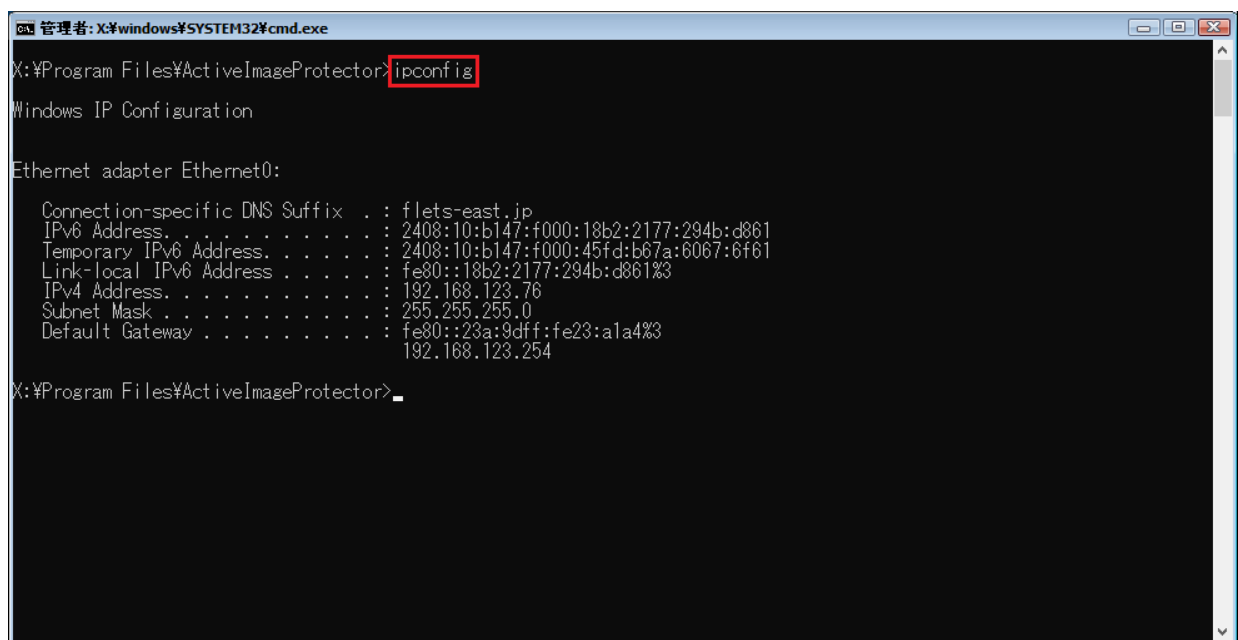 管理者: X:¥windows¥SYSTEM32¥cmd.exe
X:¥Program Files¥ActiveImageProtector>ipconfig
Windows IP Configuration
Ethernet adapter Ethernet0:
Connection-specific DNS Suffix . : flets-east.jp
IPv6 Address. . . . . . . . . . . : 2408:10:b147:f000:18b2:2177:294b:d861
Temporary IPv6 Address. . . . . . : 2408:10:b147:f000:45fd:b67a:6067:6f61
Link-local IPv6 Address . . . . . : fe80::18b2:2177:294b:d861%3
IPv4 Address. . . . . . . . . . . : 192.168.123.76
Subnet Mask . . . . . . . . . . . : 255.255.255.0
Default Gateway . . . . . . . . . : fe80::23a:9dff:fe23:a1a4%3
192.168.123.254
X:¥Program Files¥ActiveImageProtector>